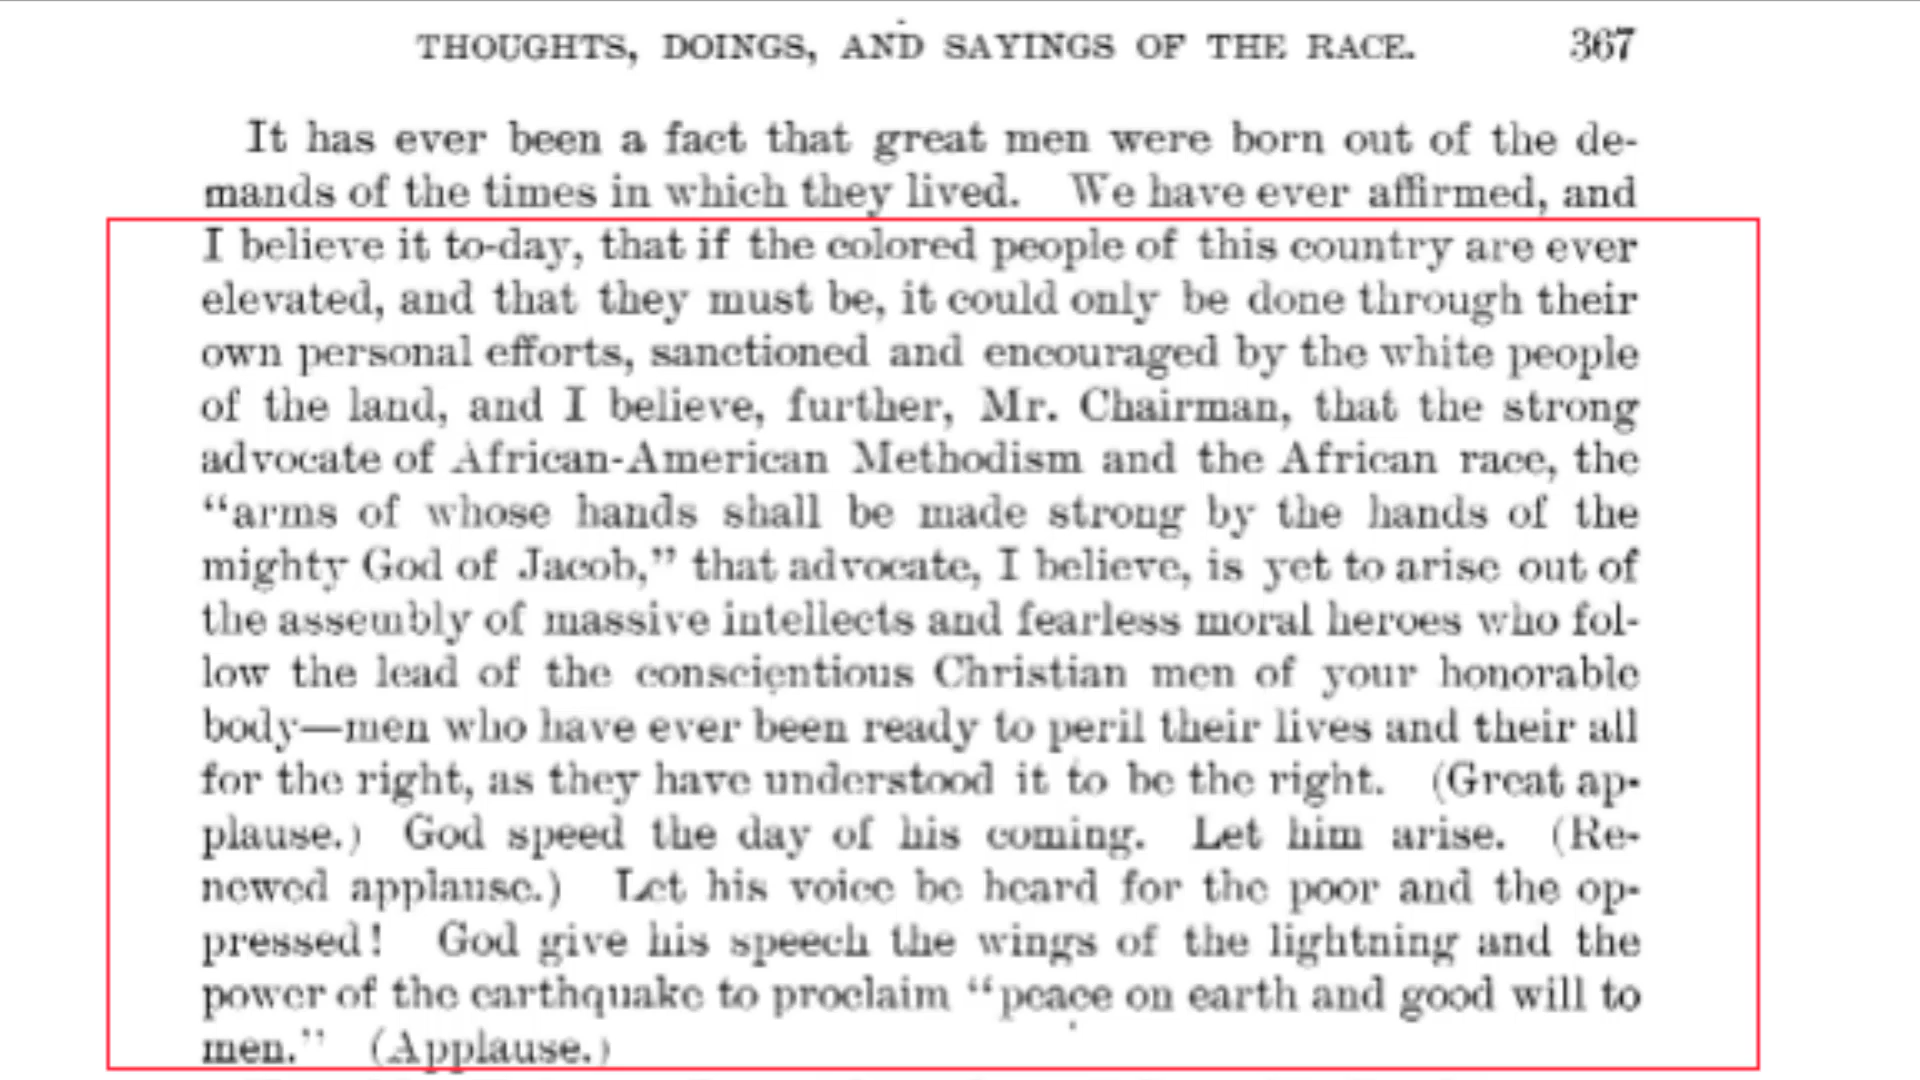 THOUGHTS, DOINGS, AND SAYINGS OF THE RACE. 367
It has ever been a fact that great men were born out of the de-
mands of the times in which they lived. We have ever affirmed, and
I believe it to-day, that if the colored people of this country are ever
elevated, and that they must be, it could only be done through their
own personal efforts, sanctioned and encouraged by the white people
of the land, and I believe, further, Mr. Chairman, that the strong
advocate of African-American Methodism and the African race, the
“arms of whose hands shall be made strong by the hands of the
mighty God of Jacob,” that advocate, I believe, is yet to arise out of
the assembly of massive intellects and fearless moral heroes who fol-
low the lead of the conscientious Christian men of your honorable
body—men who have ever been ready to peril their lives and their all
for the right, as they have understood it to be the right. (Great ap-
plause.) God speed the day of his coming. Let him arise. (Re-
newed applause.) Let his voice be heard for the poor and the op-
pressed! God give his speech the wings of the lightning and the
power of the earthquake to proclaim “peace on earth and good will to
men.” (Applause.)